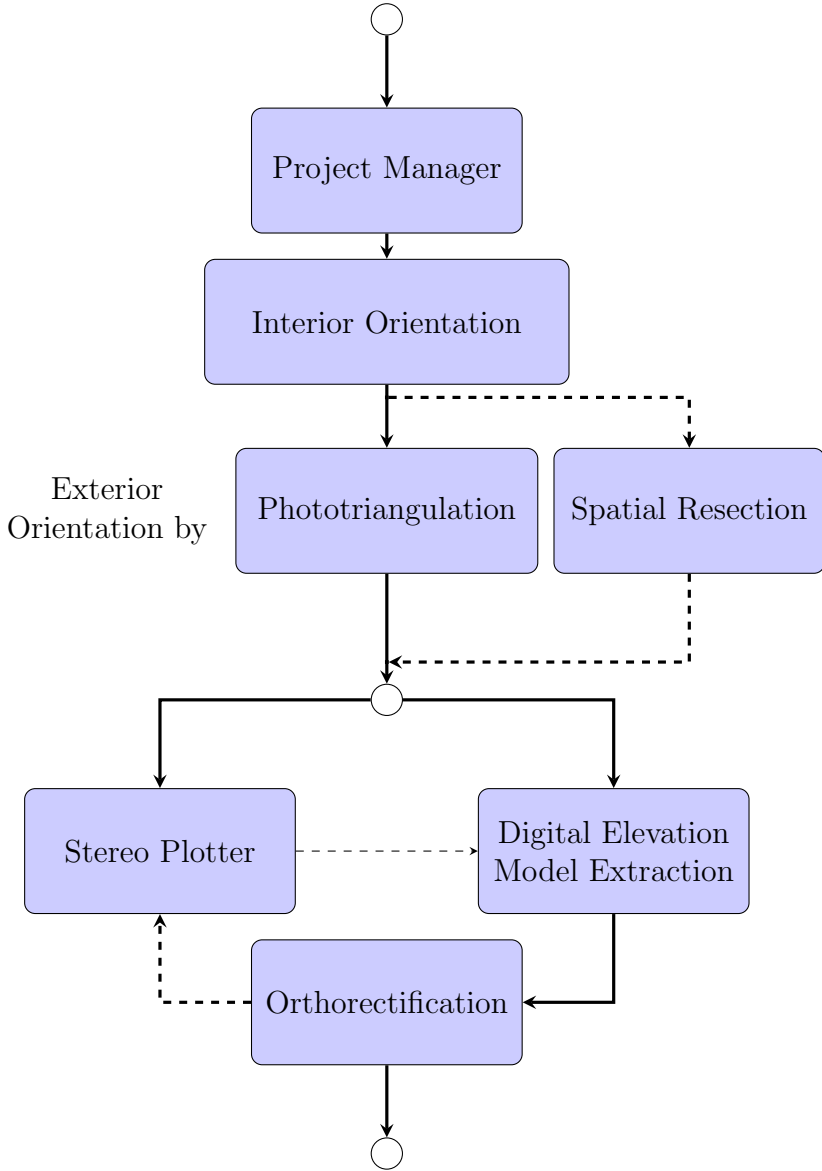 Project Manager
Interior Orientation
Exterior
Orientation by
Phototriangulation
Spatial Resection
Stereo Plotter
Digital Elevation
Model Extraction
Orthorectification